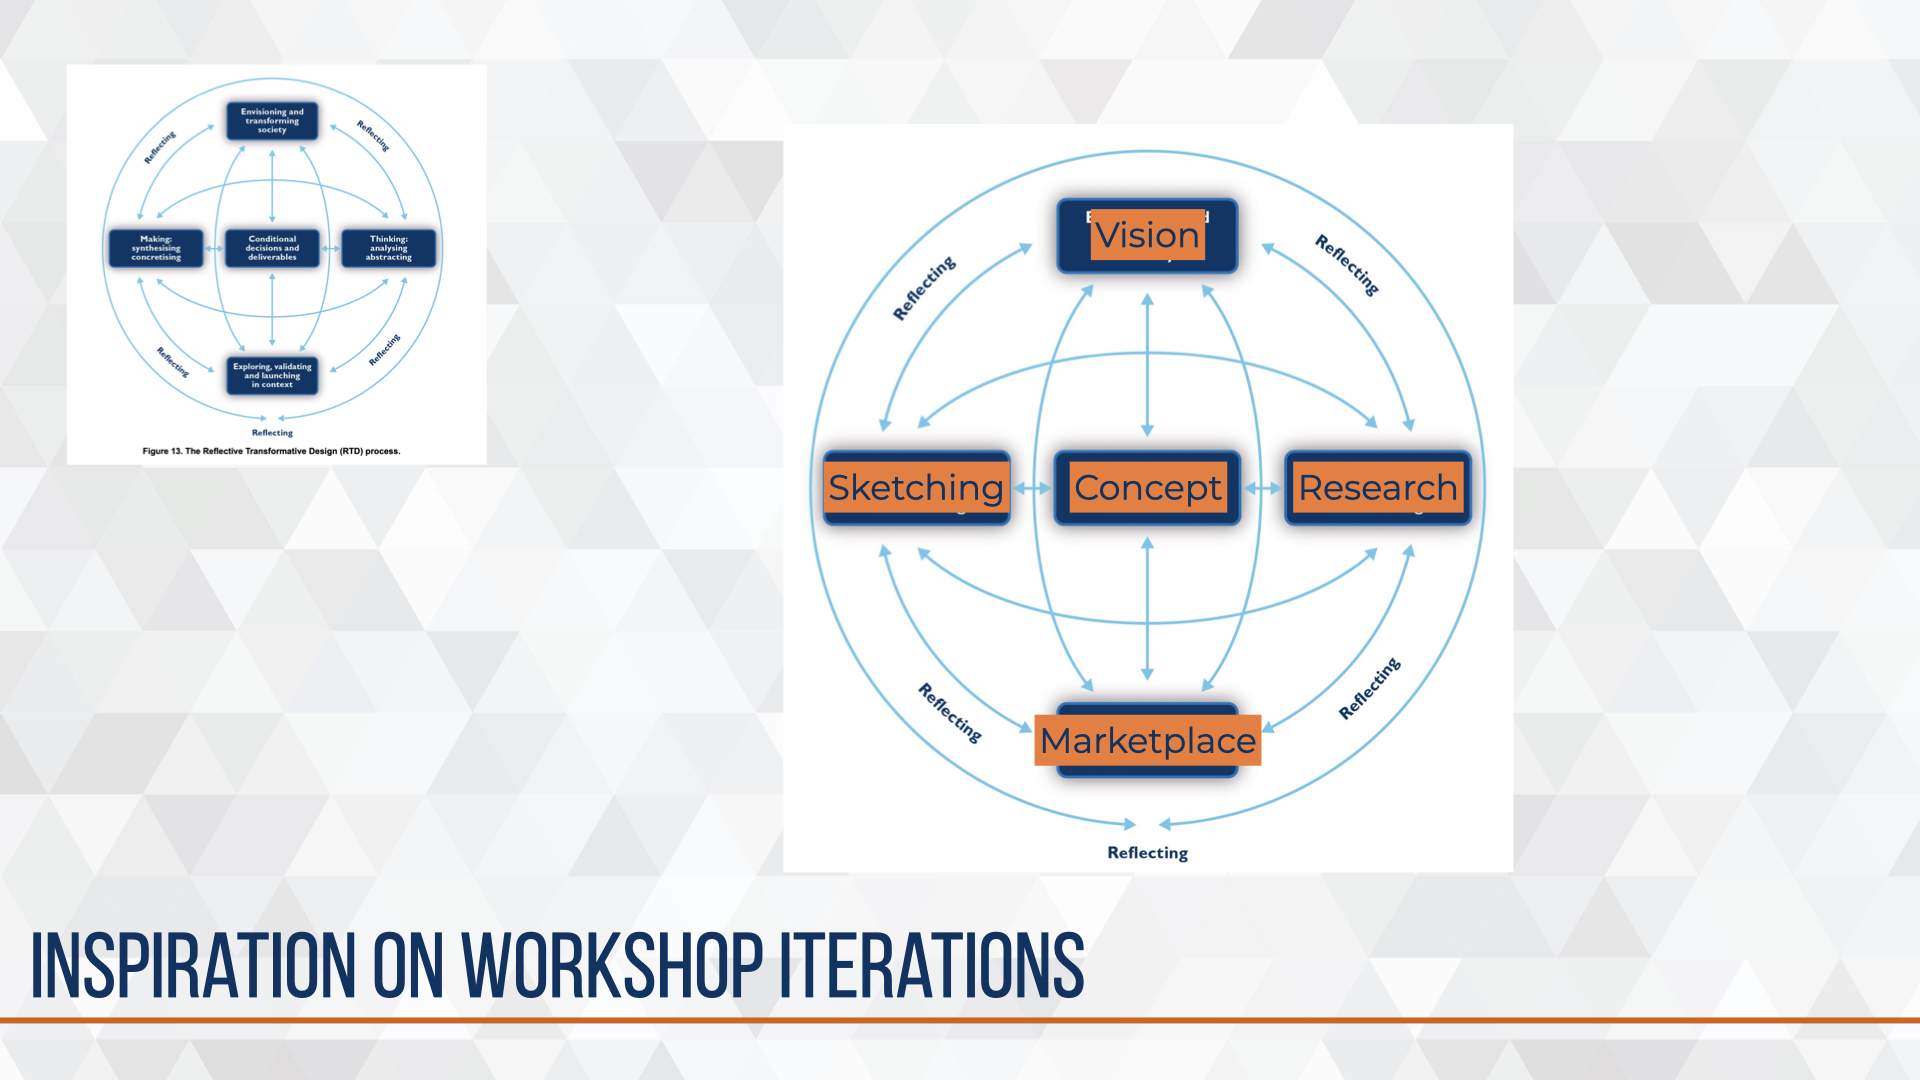 Envisioning and
transforming
society
Reflecting
Reflecting
Making:
synthesising
concretising
Conditional
decisions and
deliverables
Thinking:
analysing
abstracting
Reflecting
Reflecting
Exploring, validating
and launching
in context
Reflecting
Figure 13. The Reflective Transformative Design (RTD) process.
Vision
Reflecting
Reflecting
Sketching
Concept
Research
Reflecting
Reflecting
Marketplace
Reflecting
INSPIRATION ON WORKSHOP ITERATIONS